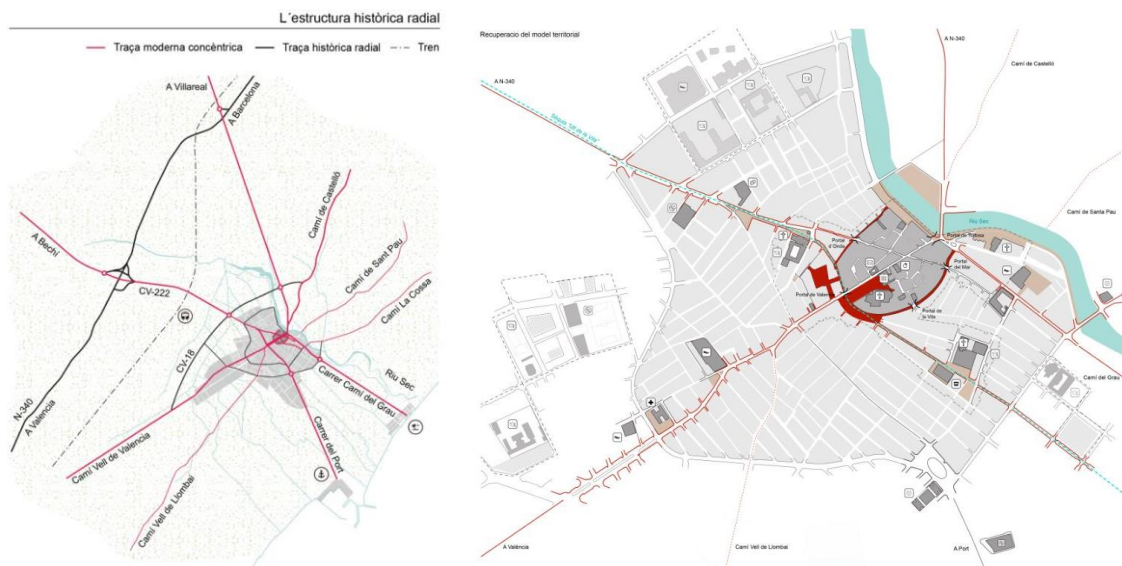 L´estructura històrica radial
Traça moderna concèntrica
Traça històrica radial
Tren
A Villareal
A Barcelona
Camí de Castelló
A Bechí
Camí de Sant Pau
CV-222
Camí La Cossa
CV-18
Riu Sec
N-340
A Valencia
Carrer Camí del Grau
Camí Vell de Valencia
Carrer del Port
Camí Vell de Llombai
Recuperacio del model territorial
A N-340
A N-340
Camí de Castelló
Camí de Santa Pau
Riu Sec
Portal d´Onda
Portal del Mar
Portal de la Vila
Camí del Grau
A València
Camí Vell de Llombai
A Port